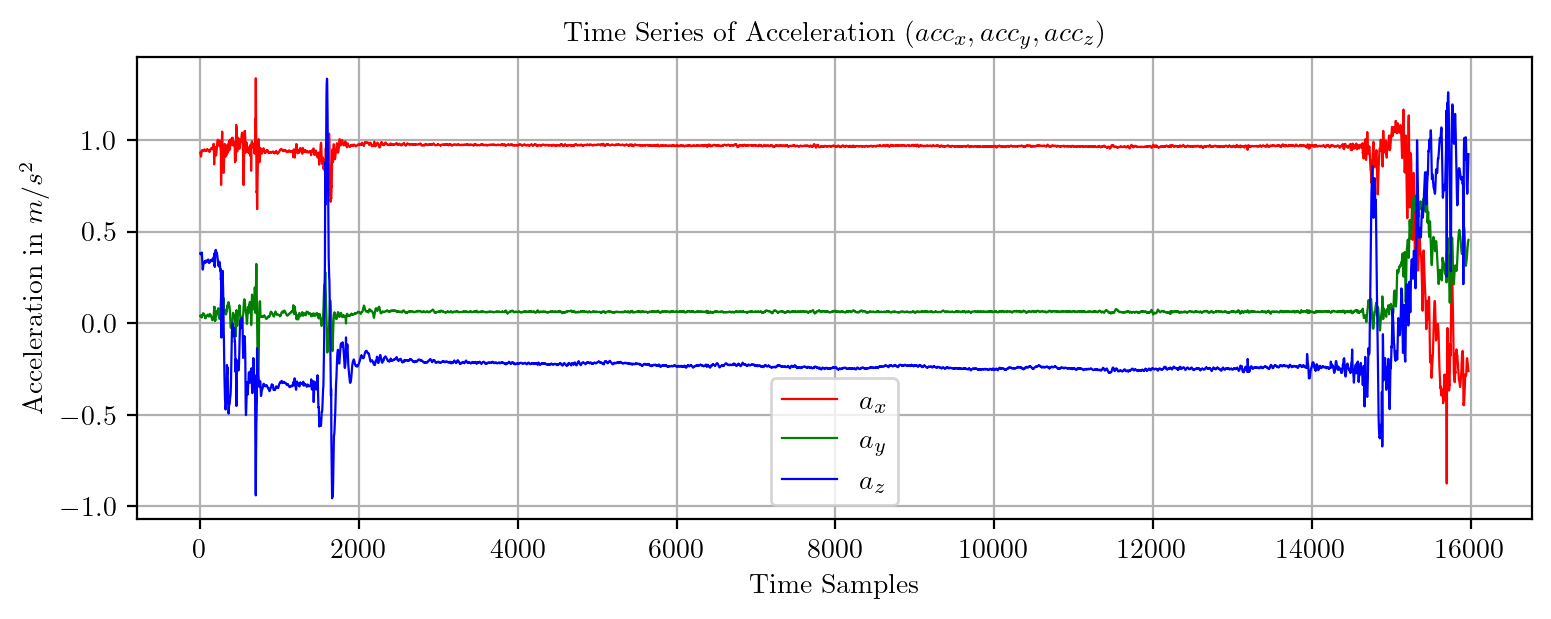 Time Series of Acceleration (acc_x, acc_y, acc_z)
Acceleration in m/s^2
1.0
0.5
0.0
−0.5
−1.0
a_x
a_y
a_z
0 2000 4000 6000 8000 10000 12000 14000 16000
Time Samples